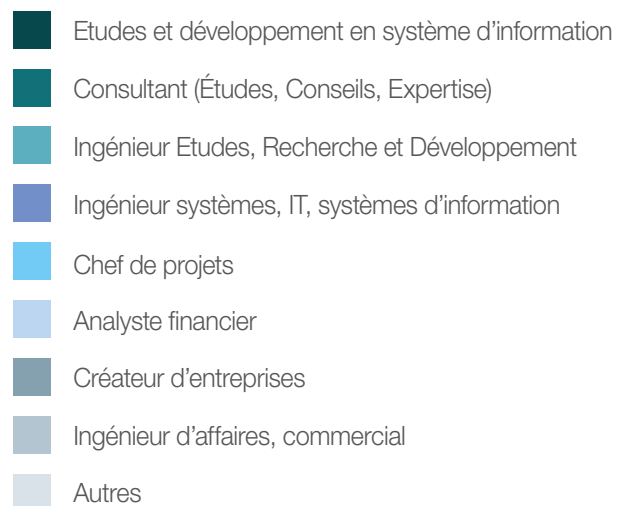 Etudes et développement en système d’information
Consultant (Études, Conseils, Expertise)
Ingénieur Etudes, Recherche et Développement
Ingénieur systèmes, IT, systèmes d’information
Chef de projets
Analyste financier
Créateur d’entreprises
Ingénieur d’affaires, commercial
Autres